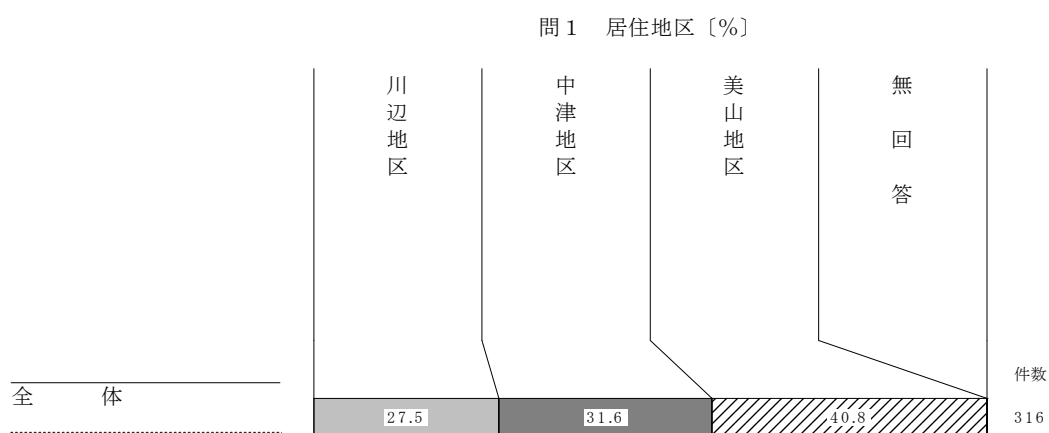 問１　居住地区〔%〕
川辺地区
中津地区
美山地区
無回答
件数
全体
27.5
31.6
40.8
316